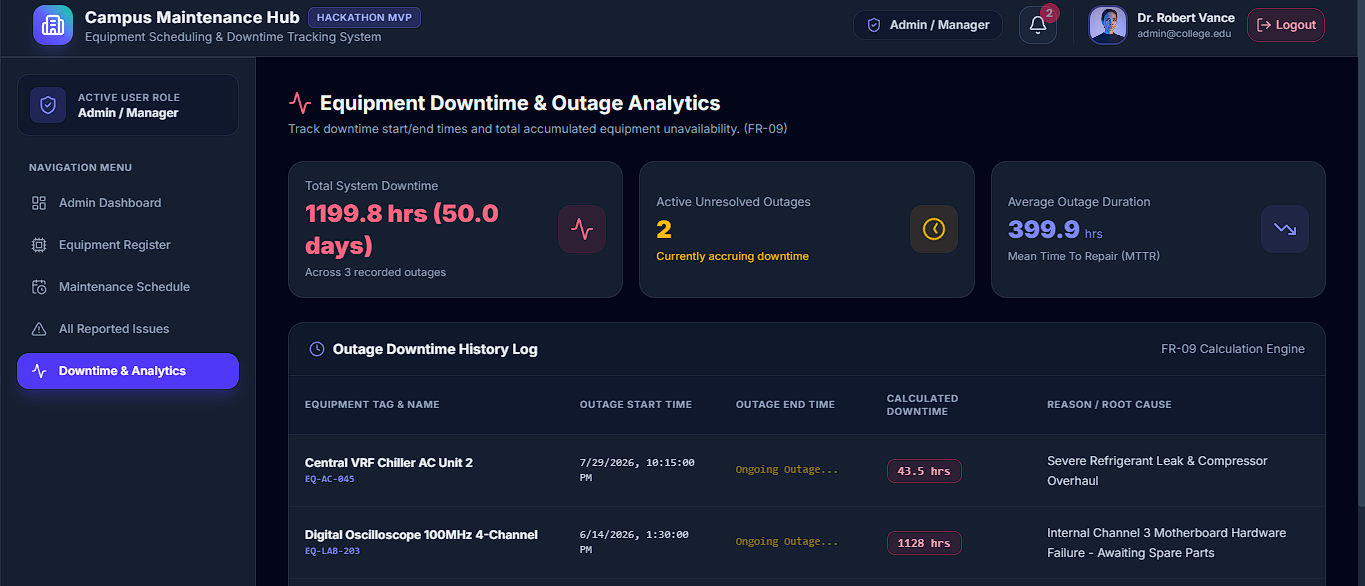 Campus Maintenance Hub HACKATHON MVP
Equipment Scheduling & Downtime Tracking System
Admin / Manager
2
Dr. Robert Vance
admin@college.edu
Logout
ACTIVE USER ROLE
Admin / Manager
NAVIGATION MENU
Admin Dashboard
Equipment Register
Maintenance Schedule
All Reported Issues
Downtime & Analytics
Equipment Downtime & Outage Analytics
Track downtime start/end times and total accumulated equipment unavailability. (FR-09)
Total System Downtime
1199.8 hrs (50.0
days)
Across 3 recorded outages
Active Unresolved Outages
2
Currently accruing downtime
Average Outage Duration
399.9 hrs
Mean Time To Repair (MTTR)
Outage Downtime History Log
FR-09 Calculation Engine
EQUIPMENT TAG & NAME
OUTAGE START TIME
OUTAGE END TIME
CALCULATED
DOWNTIME
REASON / ROOT CAUSE
Central VRF Chiller AC Unit 2
EQ-AC-045
7/29/2026, 10:15:00
PM
Ongoing Outage...
43.5 hrs
Severe Refrigerant Leak & Compressor
Overhaul
Digital Oscilloscope 100MHz 4-Channel
EQ-LAB-203
6/14/2026, 1:30:00
PM
Ongoing Outage...
1128 hrs
Internal Channel 3 Motherboard Hardware
Failure - Awaiting Spare Parts